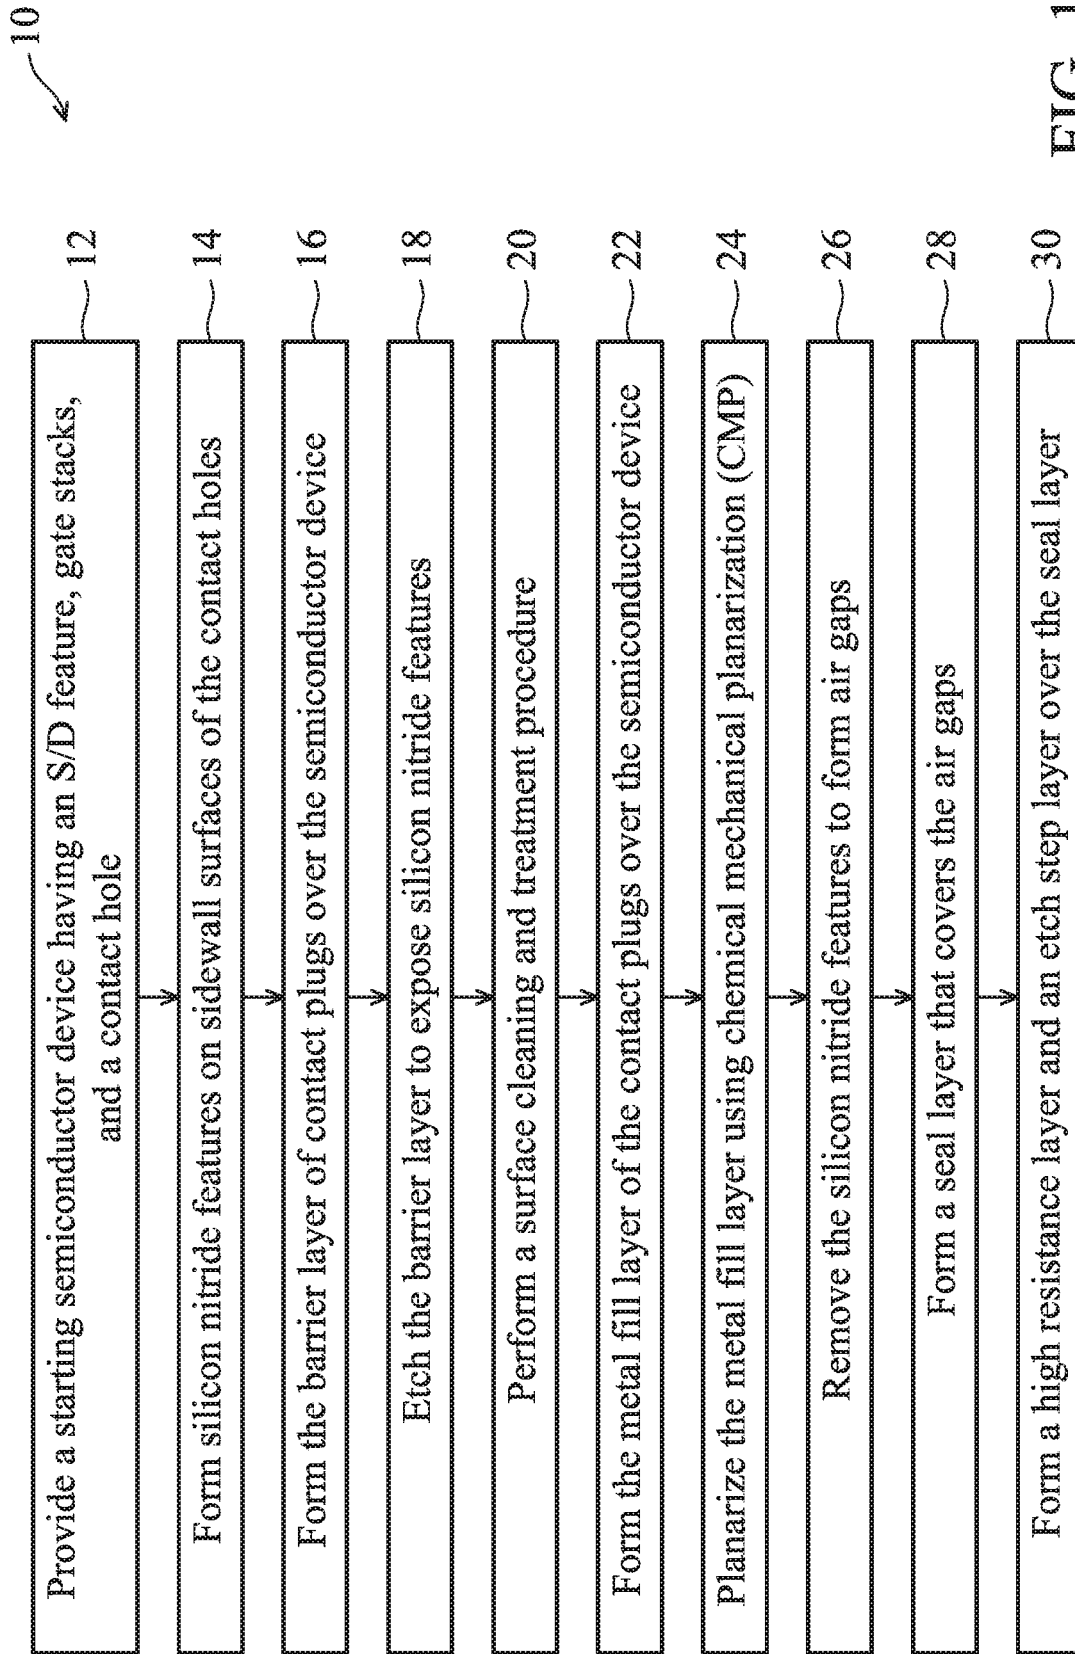 10
Provide a starting semiconductor device having an S/D feature, gate stacks,
and a contact hole
12
Form silicon nitride features on sidewall surfaces of the contact holes
14
Form the barrier layer of contact plugs over the semiconductor device
16
Etch the barrier layer to expose silicon nitride features
18
Perform a surface cleaning and treatment procedure
20
Form the metal fill layer of the contact plugs over the semiconductor device
22
Planarize the metal fill layer using chemical mechanical planarization (CMP)
24
Remove the silicon nitride features to form air gaps
26
Form a seal layer that covers the air gaps
28
Form a high resistance layer and an etch step layer over the seal layer
30
FIG. 1